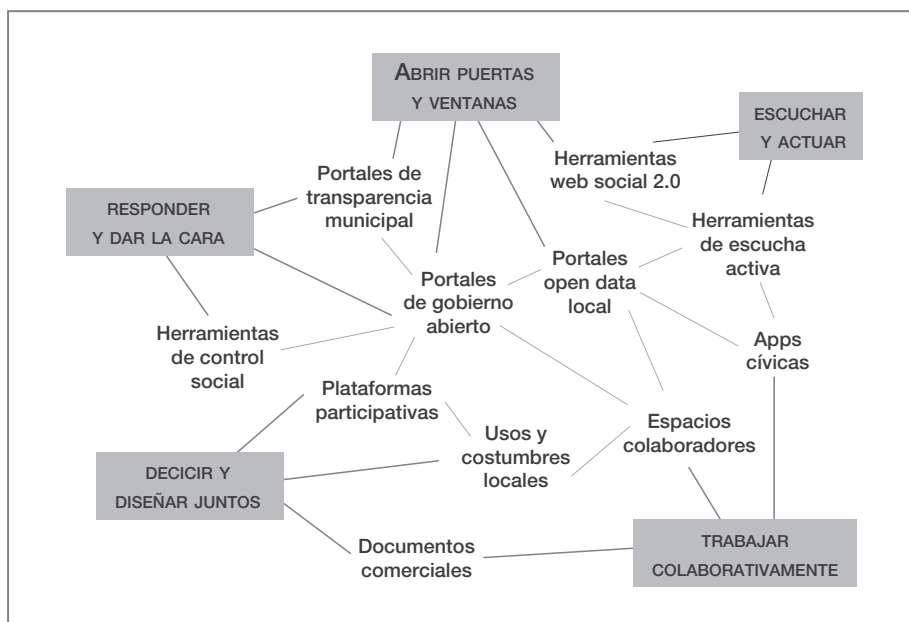 ABRIR PUERTAS
Y VENTANAS
ESCUCHAR
Y ACTUAR
Herramientas
web social 2.0
Portales de
transparencia
municipal
RESPONDER
Y DAR LA CARA
Herramientas
de escucha
activa
Portales
open data
local
Portales
de gobierno
abierto
Herramientas
de control
social
Apps
cívicas
Plataformas
participativas
Espacios
colaboradores
Usos y
costumbres
locales
DECICIR Y
DISEÑAR JUNTOS
Documentos
comerciales
TRABAJAR
COLABORATIVAMENTE